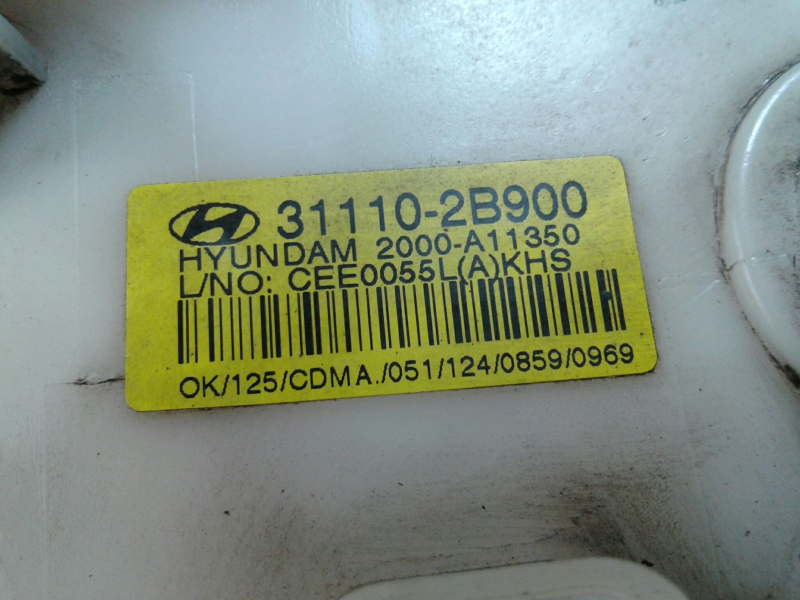 31110-2B900
HYUNDAM 2000-A11350
L/NO: CEE0055L(A)KHS
OK/125/CDMA./051/124/0859/0969